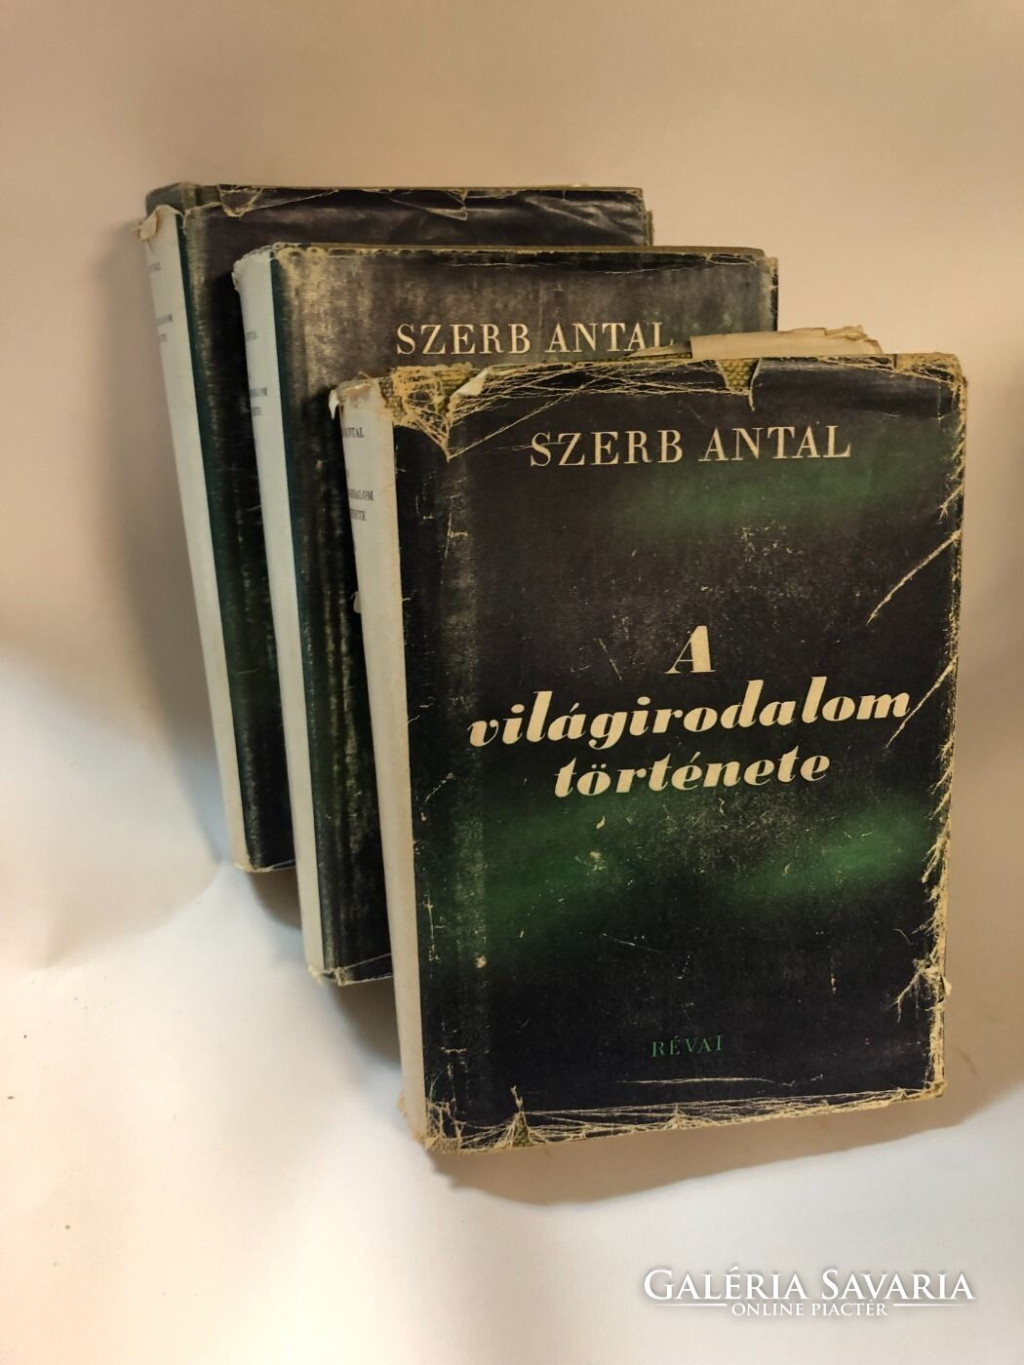 SZERB ANTAL
SZERB ANTAL
A
világirodalom
története
RÉVAI
GALÉRIA SAVARIA
ONLINE PIACTÉR